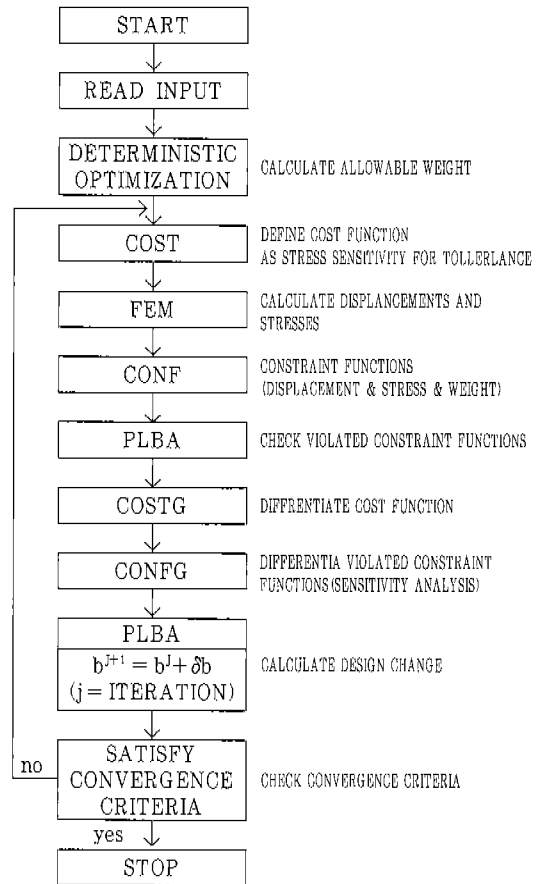 START
READ INPUT
DETERMINISTIC
OPTIMIZATION
CALCULATE ALLOWABLE WEIGHT
COST
DEFINE COST FUNCTION
AS STRESS SENSITIVITY FOR TOLLERLANCE
FEM
CALCULATE DISPLANCEMENTS AND
STRESSES
CONF
CONSTRAINT FUNCTIONS
(DISPLACEMENT & STRESS & WEIGHT)
PLBA
CHECK VIOLATED CONSTRAINT FUNCTIONS
COSTG
DIFFRENTIATE COST FUNCTION
CONFG
DIFFERENTIA VIOLATED CONSTRAINT
FUNCTIONS(SENSITIVITY ANALYSIS)
PLBA
b^{J+1} = b^J + δb
(j = ITERATION)
CALCULATE DESIGN CHANGE
no
SATISFY
CONVERGENCE
CRITERIA
CHECK CONVERGENCE CRITERIA
yes
STOP